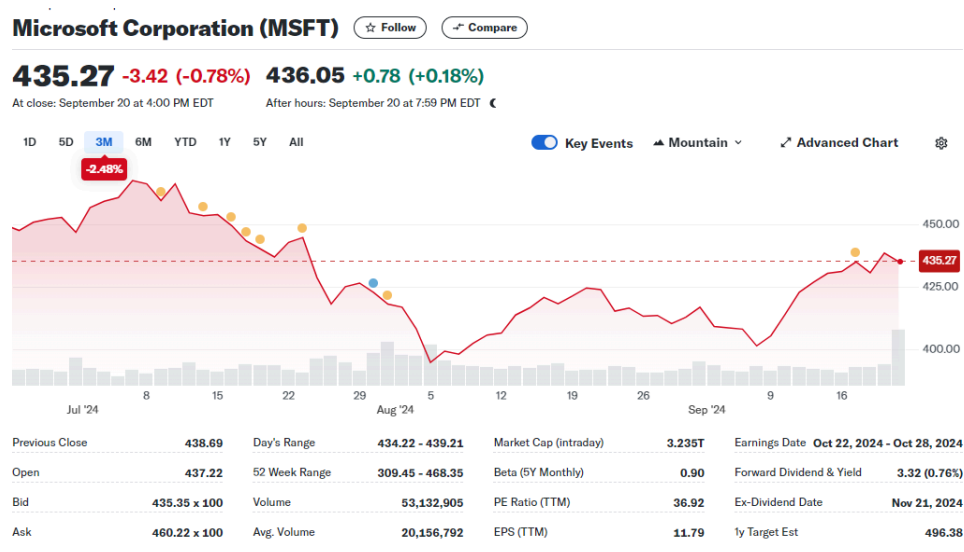 Microsoft Corporation (MSFT) Follow Compare
435.27 -3.42 (-0.78%) 436.05 +0.78 (+0.18%)
At close: September 20 at 4:00 PM EDT After hours: September 20 at 7:59 PM EDT
1D 5D 3M 6M YTD 1Y 5Y All Key Events Mountain Advanced Chart
-2.48%
450.00
435.27
425.00
400.00
8 15 22 29 5 12 19 26 9 16
Jul '24 Aug '24 Sep '24
Previous Close 438.69 Day's Range 434.22 - 439.21 Market Cap (intraday) 3.235T Earnings Date Oct 22, 2024 - Oct 28, 2024
Open 437.22 52 Week Range 309.45 - 468.35 Beta (5Y Monthly) 0.90 Forward Dividend & Yield 3.32 (0.76%)
Bid 435.35 x 100 Volume 53,132,905 PE Ratio (TTM) 36.92 Ex-Dividend Date Nov 21, 2024
Ask 460.22 x 100 Avg. Volume 20,156,792 EPS (TTM) 11.79 1y Target Est 496.38